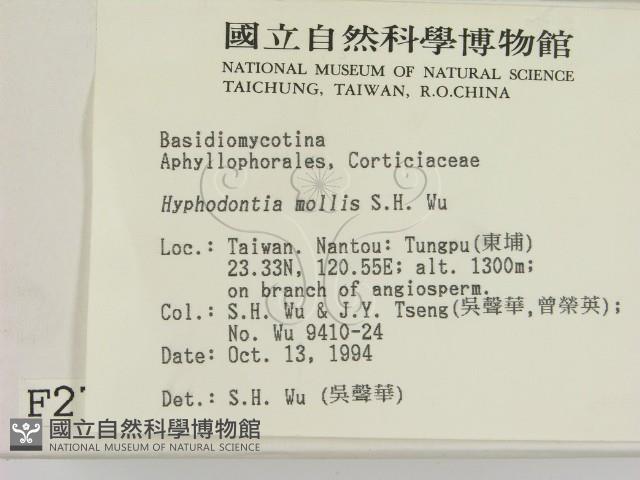 國立自然科學博物館
NATIONAL MUSEUM OF NATURAL SCIENCE
TAICHUNG, TAIWAN, R.O.CHINA
Basidiomycotina
Aphyllophorales, Corticiaceae
Hyphodontia mollis S.H. Wu
Loc.: Taiwan. Nantou: Tungpu(東埔)
23.33N, 120.55E; alt. 1300m;
on branch of angiosperm.
Col.: S.H. Wu & J.Y. Tseng(吳聲華,曾榮英);
No. Wu 9410-24
Date: Oct. 13, 1994
Det.: S.H. Wu (吳聲華)
F2
國立自然科學博物館
NATIONAL MUSEUM OF NATURAL SCIENCE